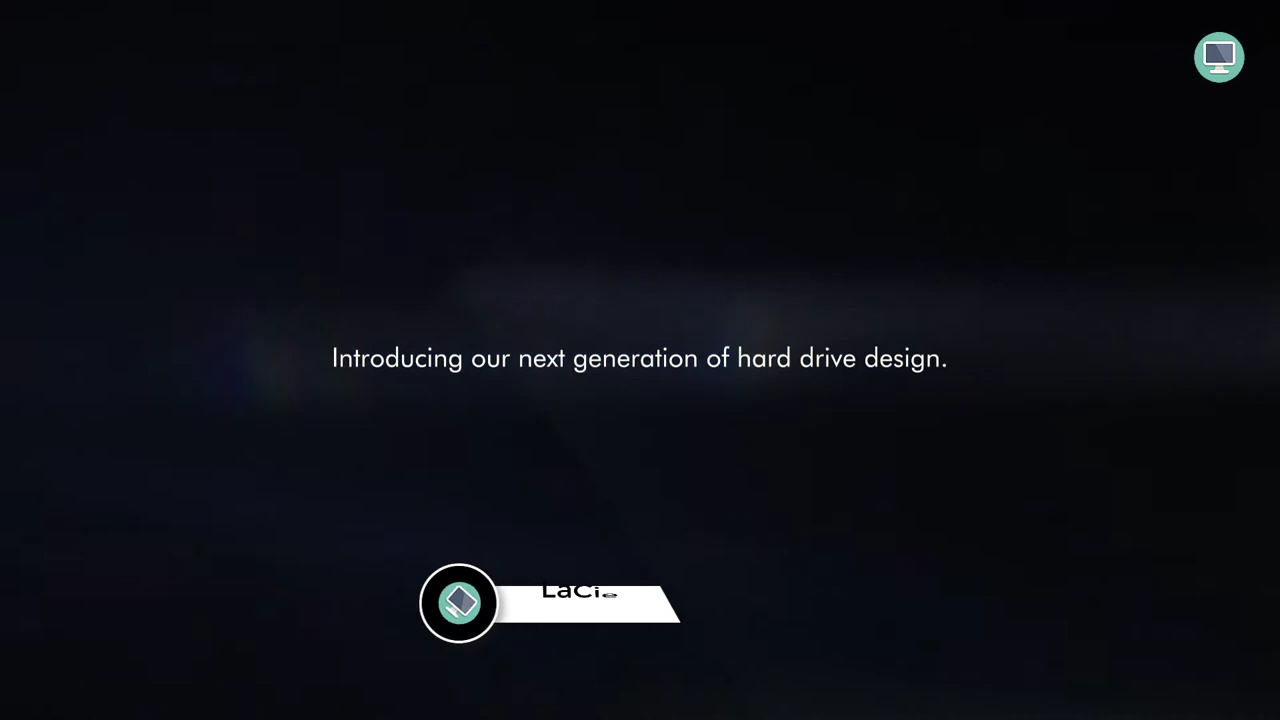 Introducing our next generation of hard drive design.
LaCie